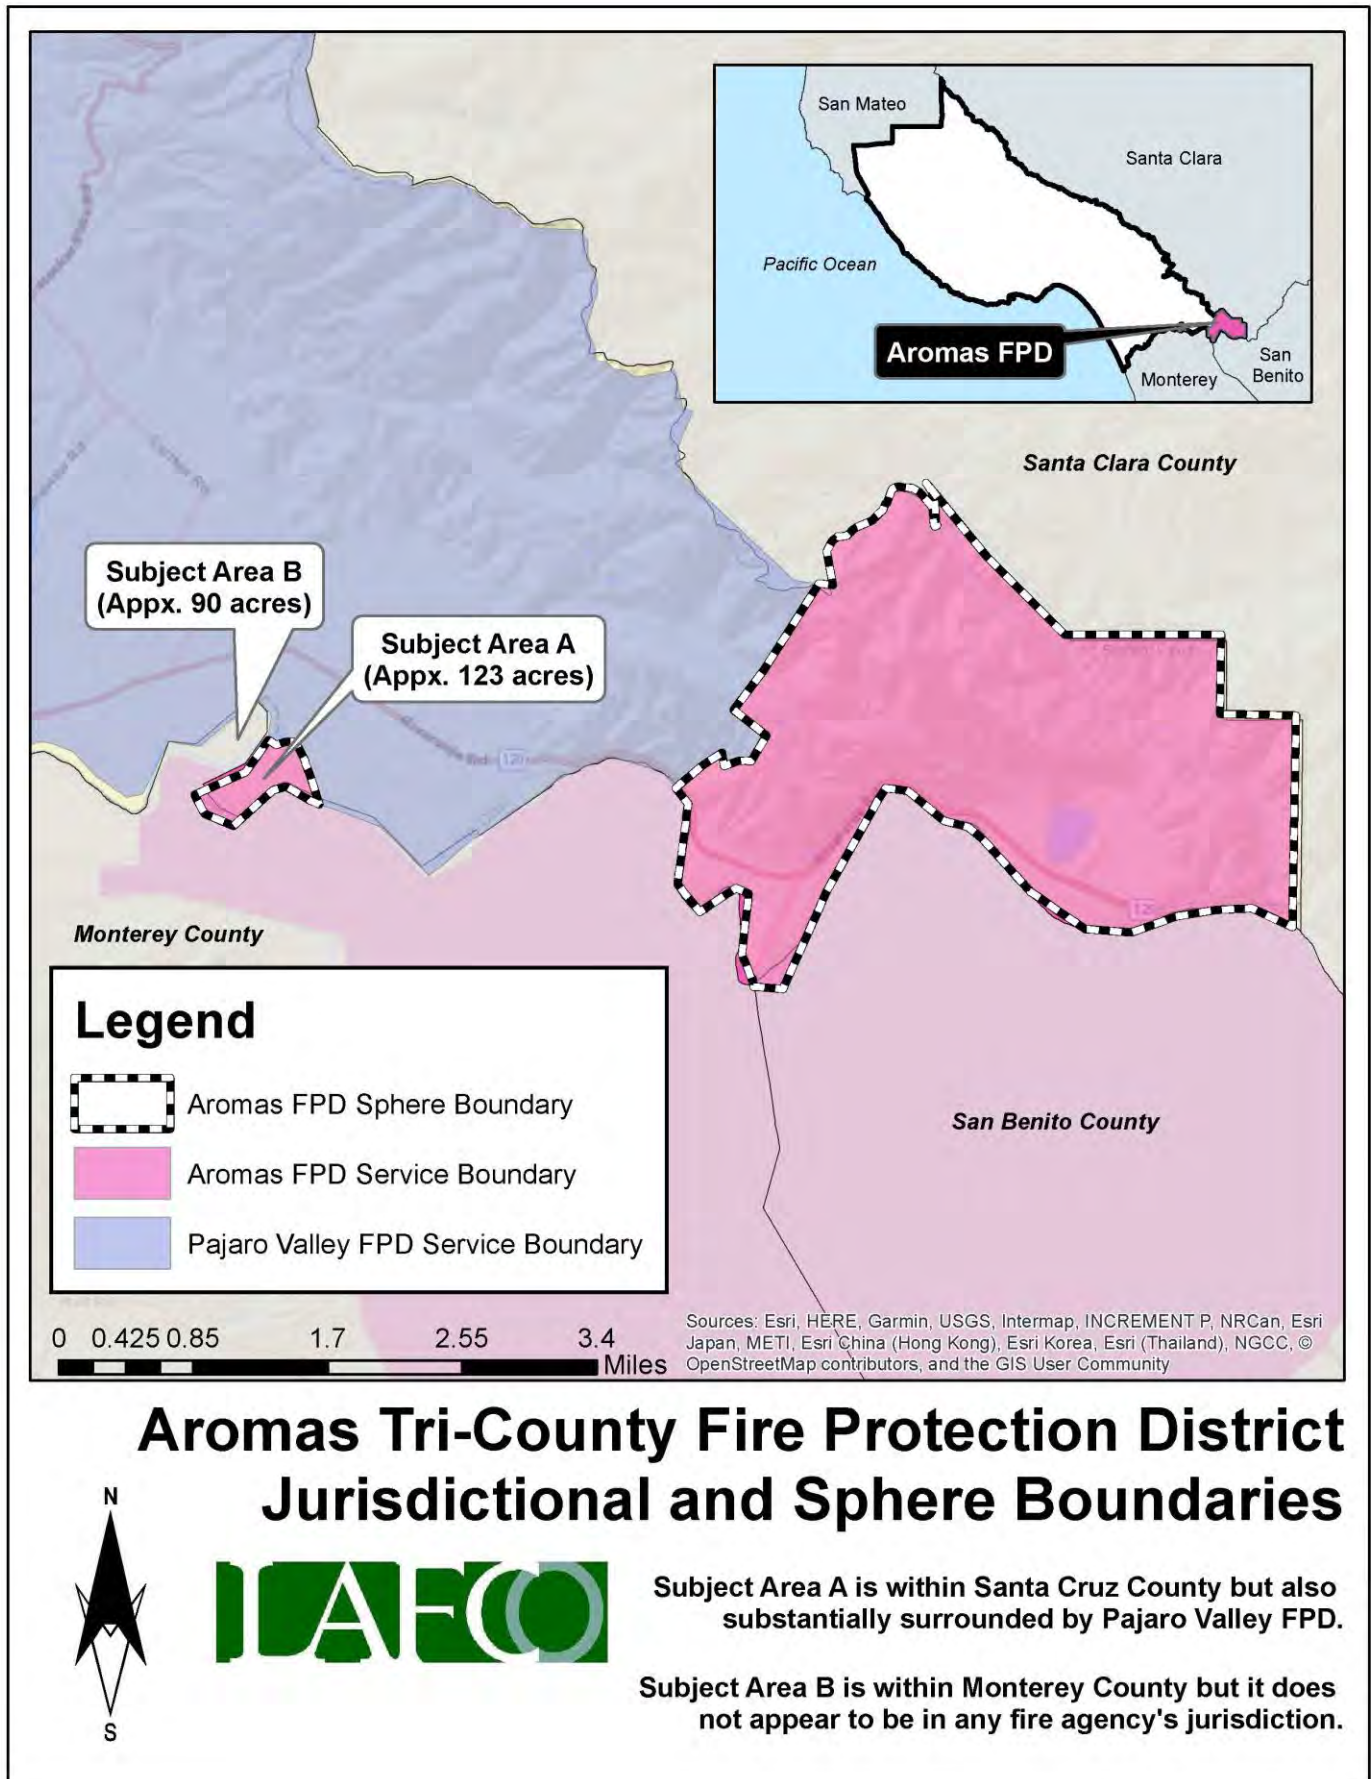 San Mateo
Santa Clara
Pacific Ocean
Aromas FPD
San
Benito
Monterey
Santa Clara County
Subject Area B
(Appx. 90 acres)
Subject Area A
(Appx. 123 acres)
Monterey County
San Benito County
Legend
Aromas FPD Sphere Boundary
Aromas FPD Service Boundary
Pajaro Valley FPD Service Boundary
0 0.425 0.85 1.7 2.55 3.4
Miles
Sources: Esri, HERE, Garmin, USGS, Intermap, INCREMENT P, NRCan, Esri
Japan, METI, Esri China (Hong Kong), Esri Korea, Esri (Thailand), NGCC, ©
OpenStreetMap contributors, and the GIS User Community
Aromas Tri-County Fire Protection District
Jurisdictional and Sphere Boundaries
N
S
LAFCO
Subject Area A is within Santa Cruz County but also
substantially surrounded by Pajaro Valley FPD.
Subject Area B is within Monterey County but it does
not appear to be in any fire agency's jurisdiction.